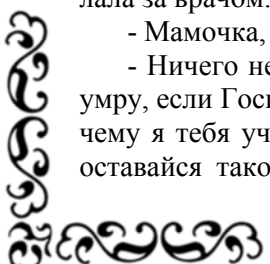 лала за врачом.
- Мамочка,
- Ничего не
умру, если Гос
чему я тебя уч
оставайся тако